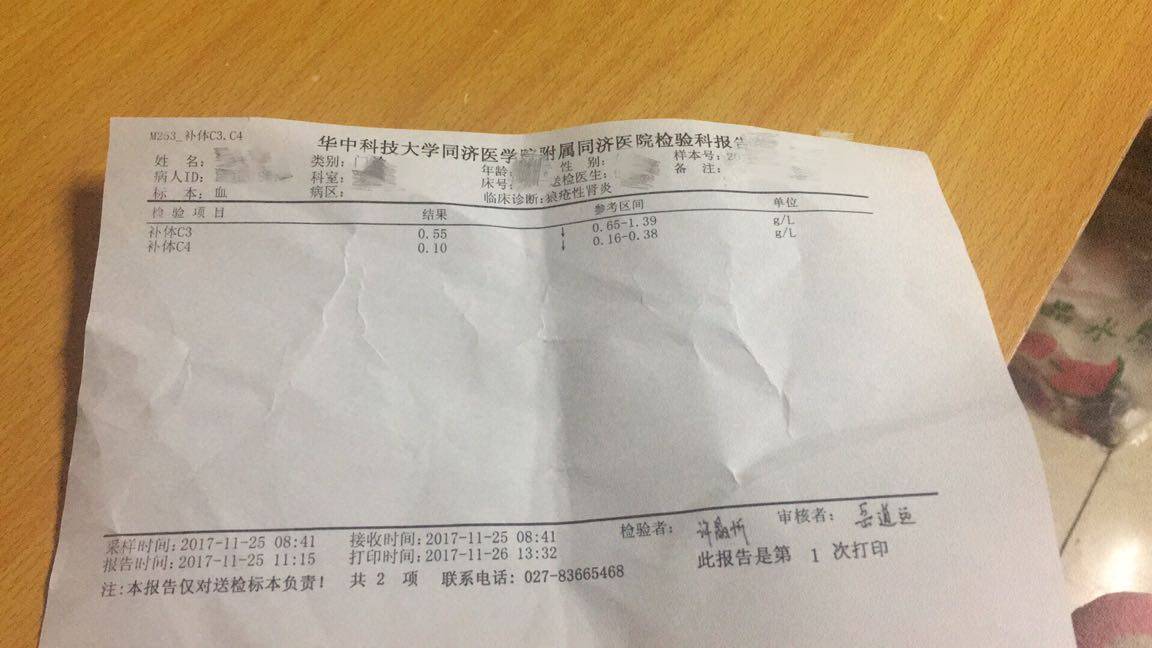 M263_补体C3,C4
华中科技大学同济医学院附属同济医院检验科报告
姓 名: 类别:门 年龄: 性 别: 样本号:20
病人ID: 科室: 床号: 送检医生: 备 注:
标 本:血 病区: 临床诊断:狼疮性肾炎
检验项目 结果 参考区间 单位
补体C3 0.55 ↓ 0.65-1.39 g/L
补体C4 0.10 ↓ 0.16-0.38 g/L
采样时间:2017-11-25 08:41 接收时间:2017-11-25 08:41 检验者: 审核者: 岳道远
报告时间:2017-11-25 11:15 打印时间:2017-11-26 13:32 此报告是第 1 次打印
注:本报告仅对送检标本负责! 共 2 项 联系电话: 027-83665468
品水